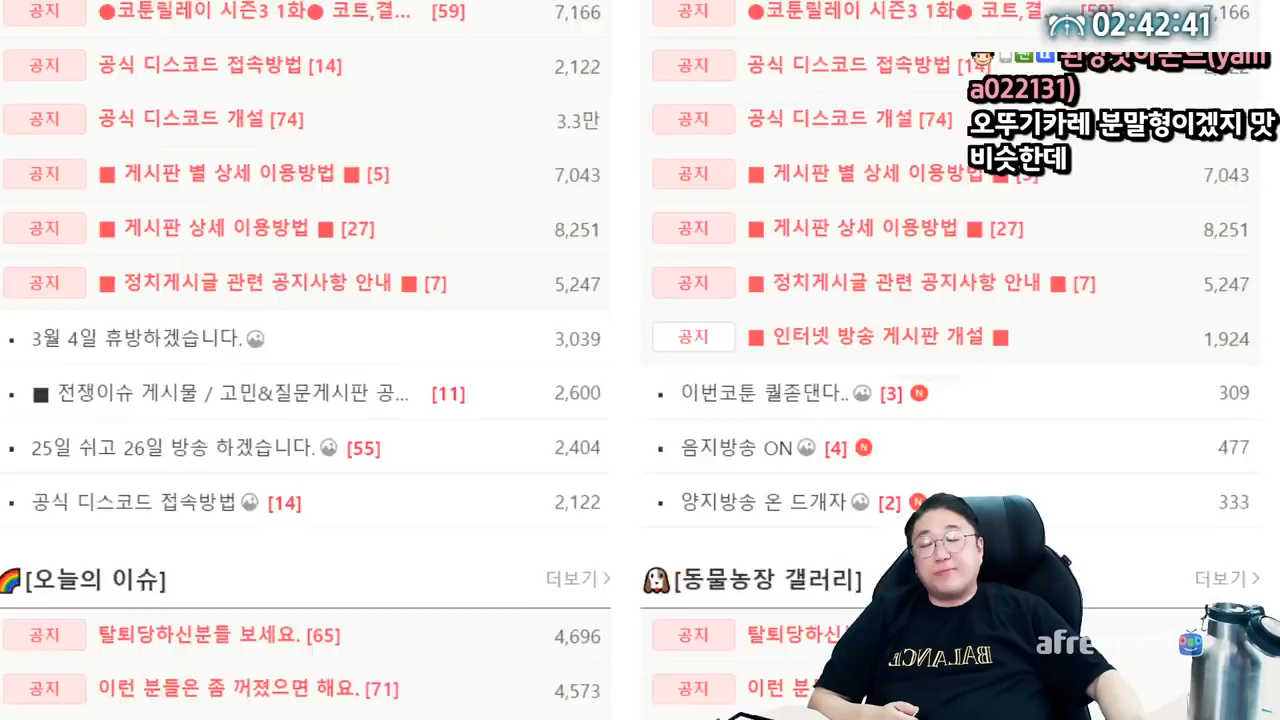 공지 ●코툰릴레이 시즌3 1화● 코트,결... [59] 7,166
공지 공식 디스코드 접속방법 [14] 2,122
공지 공식 디스코드 개설 [74] 3.3만
공지 ■ 게시판 별 상세 이용방법 ■ [5] 7,043
공지 ■ 게시판 상세 이용방법 ■ [27] 8,251
공지 ■ 정치게시글 관련 공지사항 안내 ■ [7] 5,247
3월 4일 휴방하겠습니다. 3,039
■ 전쟁이슈 게시물 / 고민&질문게시판 공... [11] 2,600
25일 쉬고 26일 방송 하겠습니다. [55] 2,404
공식 디스코드 접속방법 [14] 2,122
[오늘의 이슈] 더보기 >
공지 탈퇴당하신분들 보세요. [65] 4,696
공지 이런 분들은 좀 꺼졌으면 해요. [71] 4,573
공지 ●코툰릴레이 시즌3 1화● 코트,결... [59] 7,166
공지 공식 디스코드 접속방법 [14]
공지 공식 디스코드 개설 [74]
공지 ■ 게시판 별 상세 이용방법 ■ [5] 7,043
공지 ■ 게시판 상세 이용방법 ■ [27] 8,251
공지 ■ 정치게시글 관련 공지사항 안내 ■ [7] 5,247
공지 ■ 인터넷 방송 게시판 개설 ■ 1,924
이번코툰 퀄좉댄다.. [3] N 309
음지방송 ON [4] N 477
양지방송 온 드개자 [2] N 333
[동물농장 갤러리] 더보기 >
공지 탈퇴당하신
공지 이런
02:42:41
(yam
a022131)
오뚜기카레 분말형이겠지 맛
비슷한데
BALANCE
afree